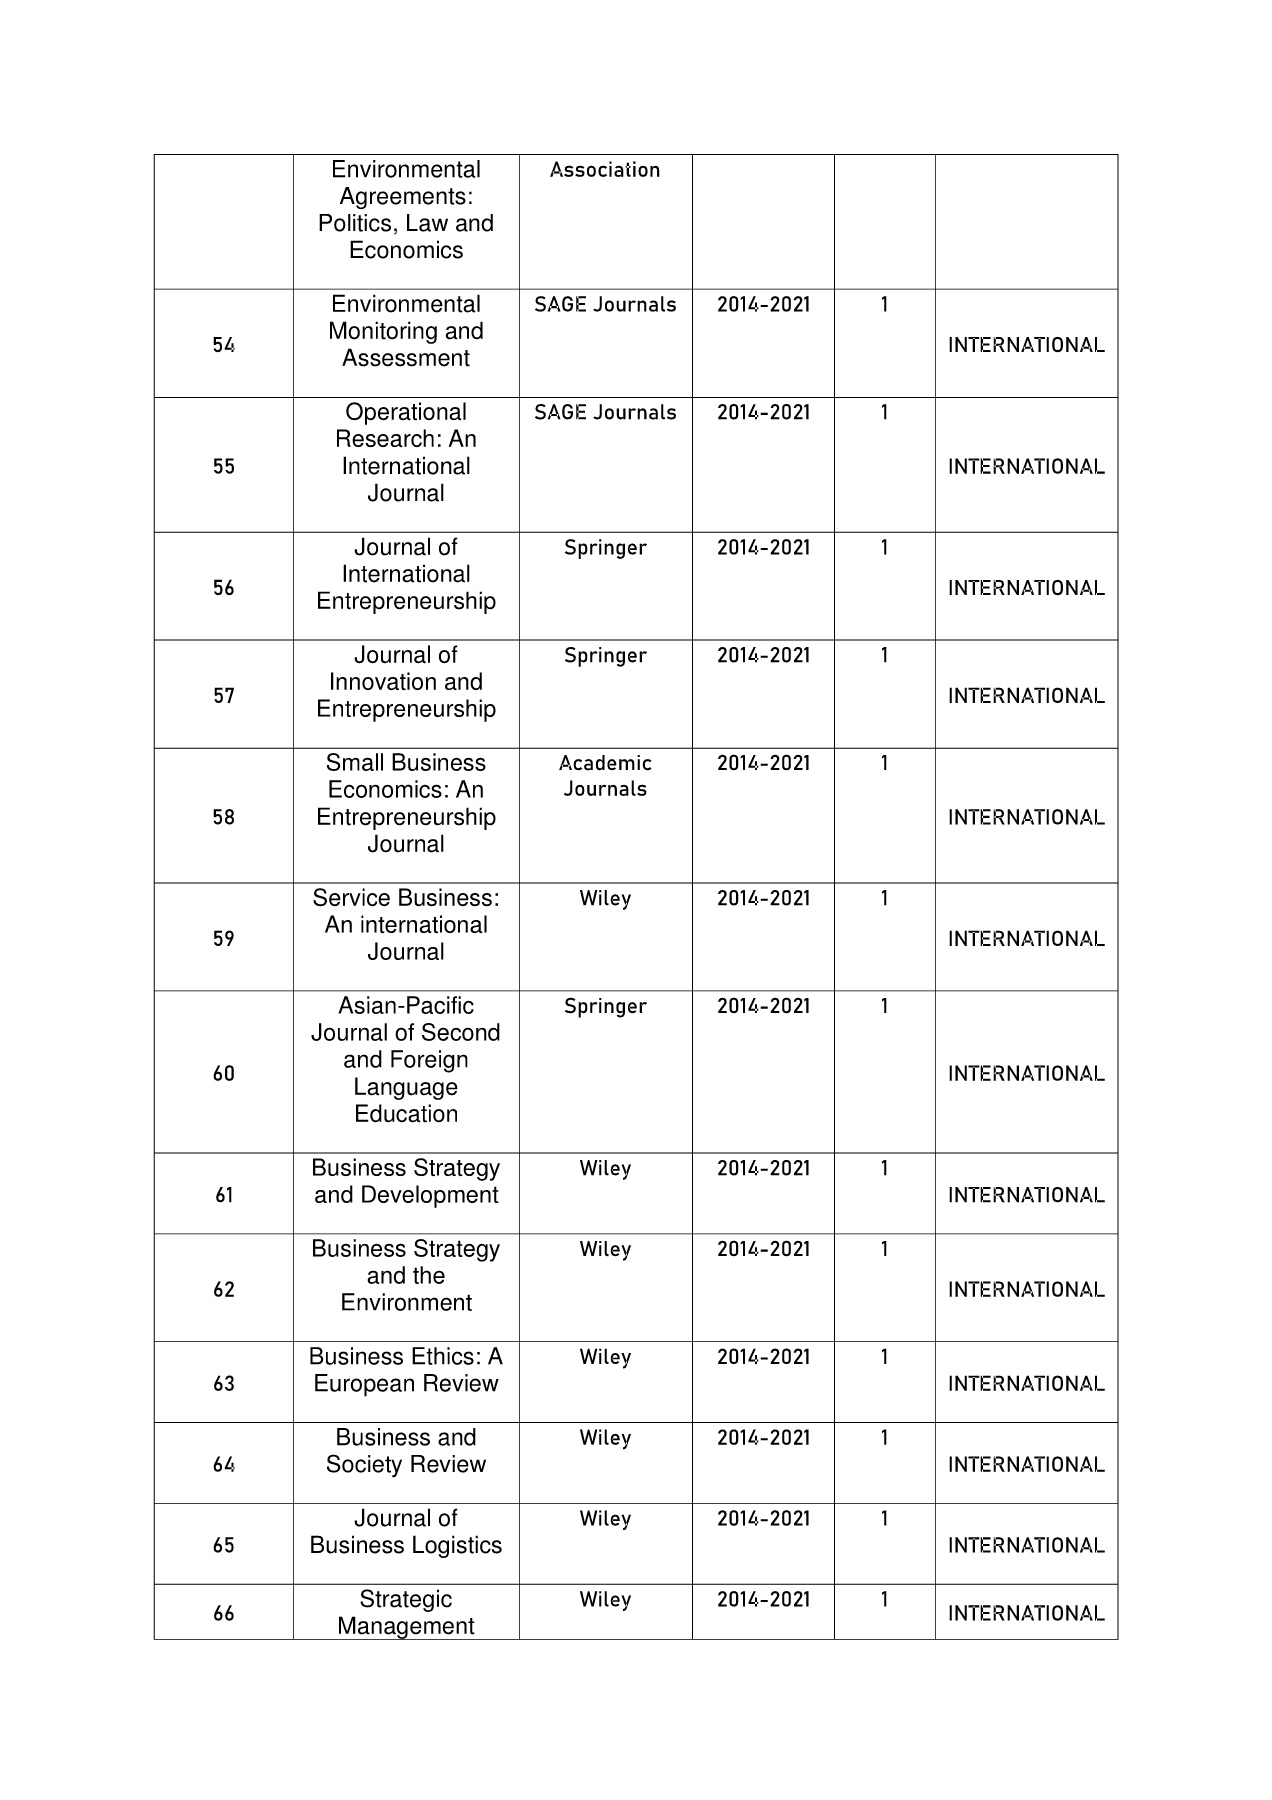 Environmental Association
Agreements:
Politics, Law and
Economics
54 Environmental SAGE Journals 2014-2021 1 INTERNATIONAL
Monitoring and
Assessment
55 Operational SAGE Journals 2014-2021 1 INTERNATIONAL
Research: An
International
Journal
56 Journal of Springer 2014-2021 1 INTERNATIONAL
International
Entrepreneurship
57 Journal of Springer 2014-2021 1 INTERNATIONAL
Innovation and
Entrepreneurship
58 Small Business Academic 2014-2021 1 INTERNATIONAL
Economics: An Journals
Entrepreneurship
Journal
59 Service Business: Wiley 2014-2021 1 INTERNATIONAL
An international
Journal
60 Asian-Pacific Springer 2014-2021 1 INTERNATIONAL
Journal of Second
and Foreign
Language
Education
61 Business Strategy Wiley 2014-2021 1 INTERNATIONAL
and Development
62 Business Strategy Wiley 2014-2021 1 INTERNATIONAL
and the
Environment
63 Business Ethics: A Wiley 2014-2021 1 INTERNATIONAL
European Review
64 Business and Wiley 2014-2021 1 INTERNATIONAL
Society Review
65 Journal of Wiley 2014-2021 1 INTERNATIONAL
Business Logistics
66 Strategic Wiley 2014-2021 1 INTERNATIONAL
Management